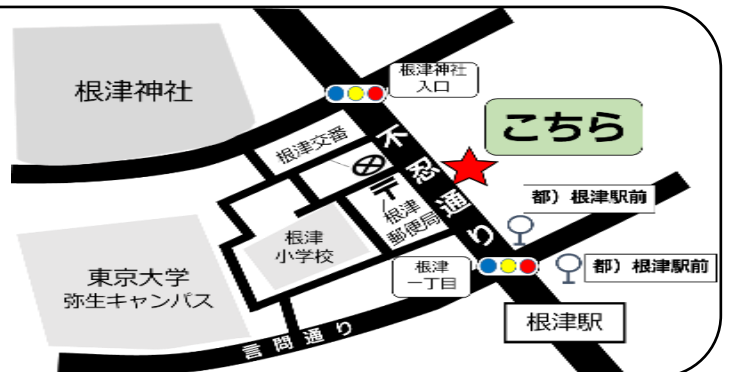 根津神社
根津神社
入口
こちら
根津交番
不忍通り
根津
郵便局
都）根津駅前
根津
小学校
東京大学
弥生キャンパス
根津
一丁目
都）根津駅前
根津駅
言問通り